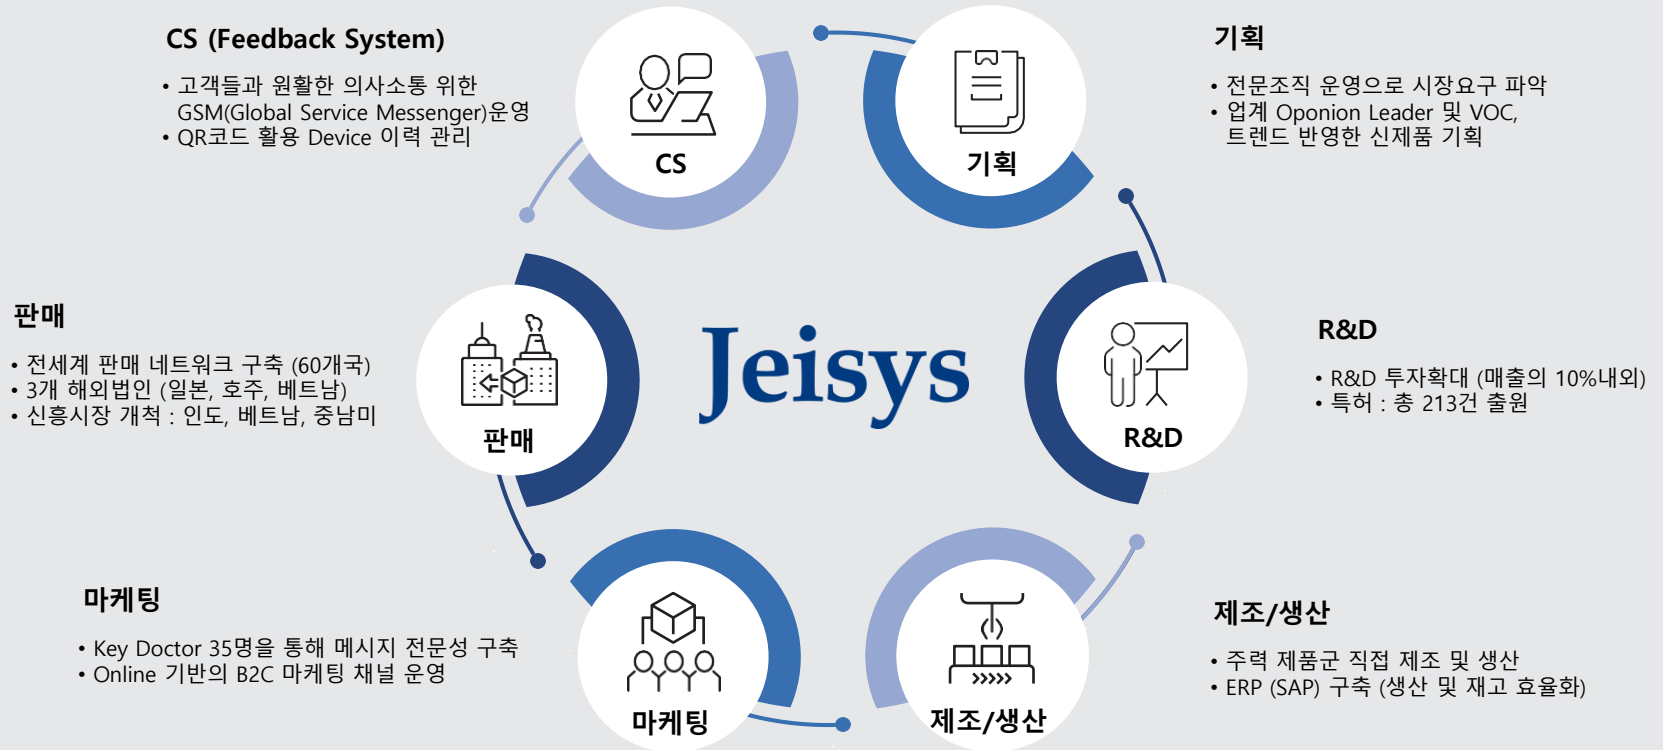 CS (Feedback System)
• 고객들과 원활한 의사소통 위한
GSM(Global Service Messenger)운영
• QR코드 활용 Device 이력 관리
CS
기획
기획
• 전문조직 운영으로 시장요구 파악
• 업계 Oponion Leader 및 VOC,
트렌드 반영한 신제품 기획
판매
• 전세계 판매 네트워크 구축 (60개국)
• 3개 해외법인 (일본, 호주, 베트남)
• 신흥시장 개척 : 인도, 베트남, 중남미
판매
Jeisys
R&D
R&D
• R&D 투자확대 (매출의 10%내외)
• 특허 : 총 213건 출원
마케팅
• Key Doctor 35명을 통해 메시지 전문성 구축
• Online 기반의 B2C 마케팅 채널 운영
마케팅
제조/생산
제조/생산
• 주력 제품군 직접 제조 및 생산
• ERP (SAP) 구축 (생산 및 재고 효율화)